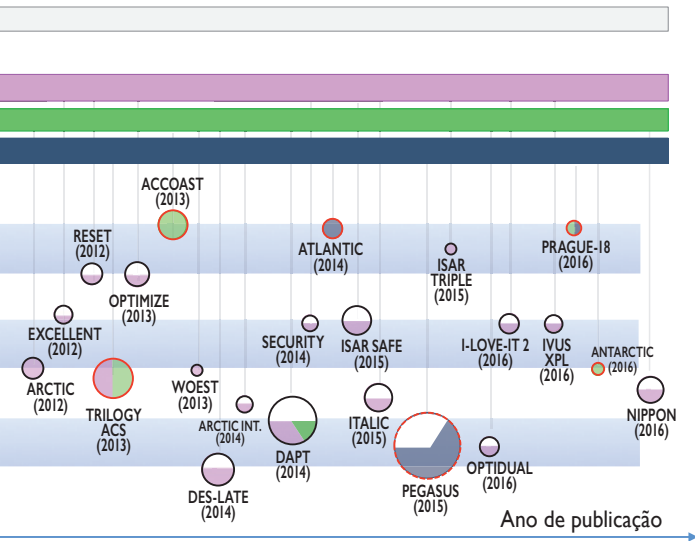 ACCOAST
(2013)
RESET
(2012)
ATLANTIC
(2014)
PRAGUE-18
(2016)
ISAR
TRIPLE
(2015)
OPTIMIZE
(2013)
EXCELLENT
(2012)
SECURITY
(2014)
ISAR SAFE
(2015)
I-LOVE-IT 2
(2016)
IVUS
XPL
(2016)
ANTARCTIC
(2016)
ARCTIC
(2012)
WOEST
(2013)
TRILOGY
ACS
(2013)
ARCTIC INT.
(2014)
ITALIC
(2015)
NIPPON
(2016)
DAPT
(2014)
OPTIDUAL
(2016)
DES-LATE
(2014)
PEGASUS
(2015)
Ano de publicação